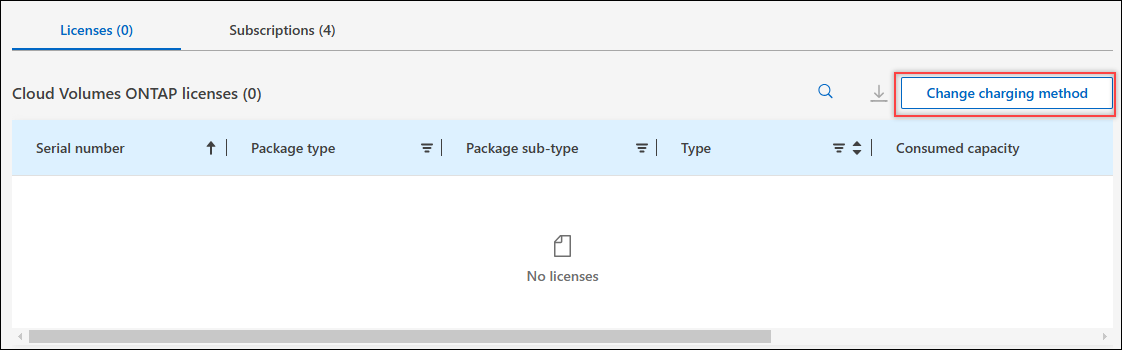 Licenses (0)
Subscriptions (4)
Cloud Volumes ONTAP licenses (0)
Change charging method
Serial number
Package type
Package sub-type
Type
Consumed capacity
No licenses